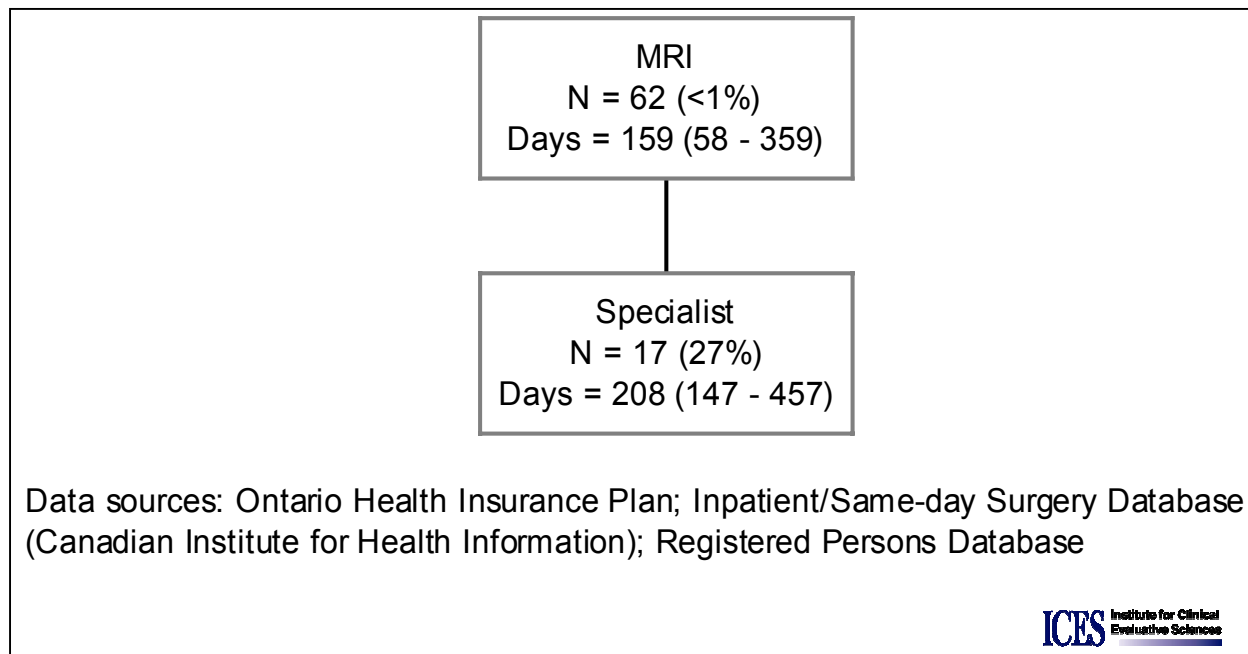 MRI
N = 62 (<1%)
Days = 159 (58 - 359)
Specialist
N = 17 (27%)
Days = 208 (147 - 457)
Data sources: Ontario Health Insurance Plan; Inpatient/Same-day Surgery Database
(Canadian Institute for Health Information); Registered Persons Database
ICES Institute for Clinical
Evaluative Sciences